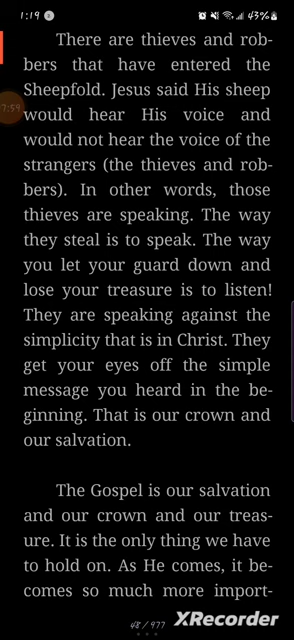 1:19
43%
7:59
There are thieves and rob-
bers that have entered the
Sheepfold. Jesus said His sheep
would hear His voice and
would not hear the voice of the
strangers (the thieves and rob-
bers). In other words, those
thieves are speaking. The way
they steal is to speak. The way
you let your guard down and
lose your treasure is to listen!
They are speaking against the
simplicity that is in Christ. They
get your eyes off the simple
message you heard in the be-
ginning. That is our crown and
our salvation.
The Gospel is our salvation
and our crown and our treas-
ure. It is the only thing we have
to hold on. As He comes, it be-
comes so much more import-
48 / 977
XRecorder